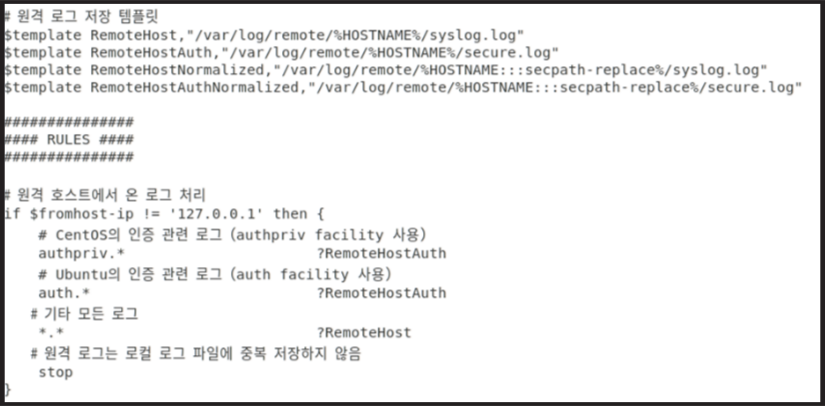 # 원격 로그 저장 템플릿
$template RemoteHost,"/var/log/remote/%HOSTNAME%/syslog.log"
$template RemoteHostAuth,"/var/log/remote/%HOSTNAME%/secure.log"
$template RemoteHostNormalized,"/var/log/remote/%HOSTNAME:::secpath-replace%/syslog.log"
$template RemoteHostAuthNormalized,"/var/log/remote/%HOSTNAME:::secpath-replace%/secure.log"
###############
#### RULES ####
###############
# 원격 호스트에서 온 로그 처리
if $fromhost-ip != '127.0.0.1' then {
    # CentOS의 인증 관련 로그 (authpriv facility 사용)
    authpriv.*                      ?RemoteHostAuth
    # Ubuntu의 인증 관련 로그 (auth facility 사용)
    auth.*                          ?RemoteHostAuth
   # 기타 모든 로그
    *.*                             ?RemoteHost
   # 원격 로그는 로컬 로그 파일에 중복 저장하지 않음
    stop
}